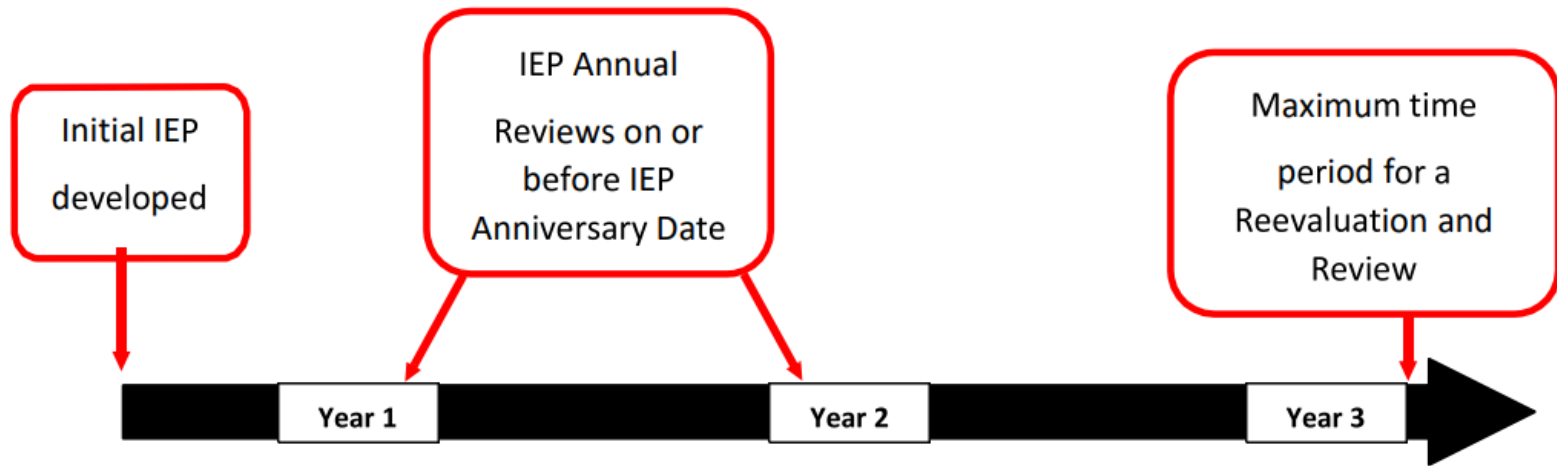 Initial IEP
developed
IEP Annual
Reviews on or
before IEP
Anniversary Date
Maximum time
period for a
Reevaluation and
Review
Year 1
Year 2
Year 3